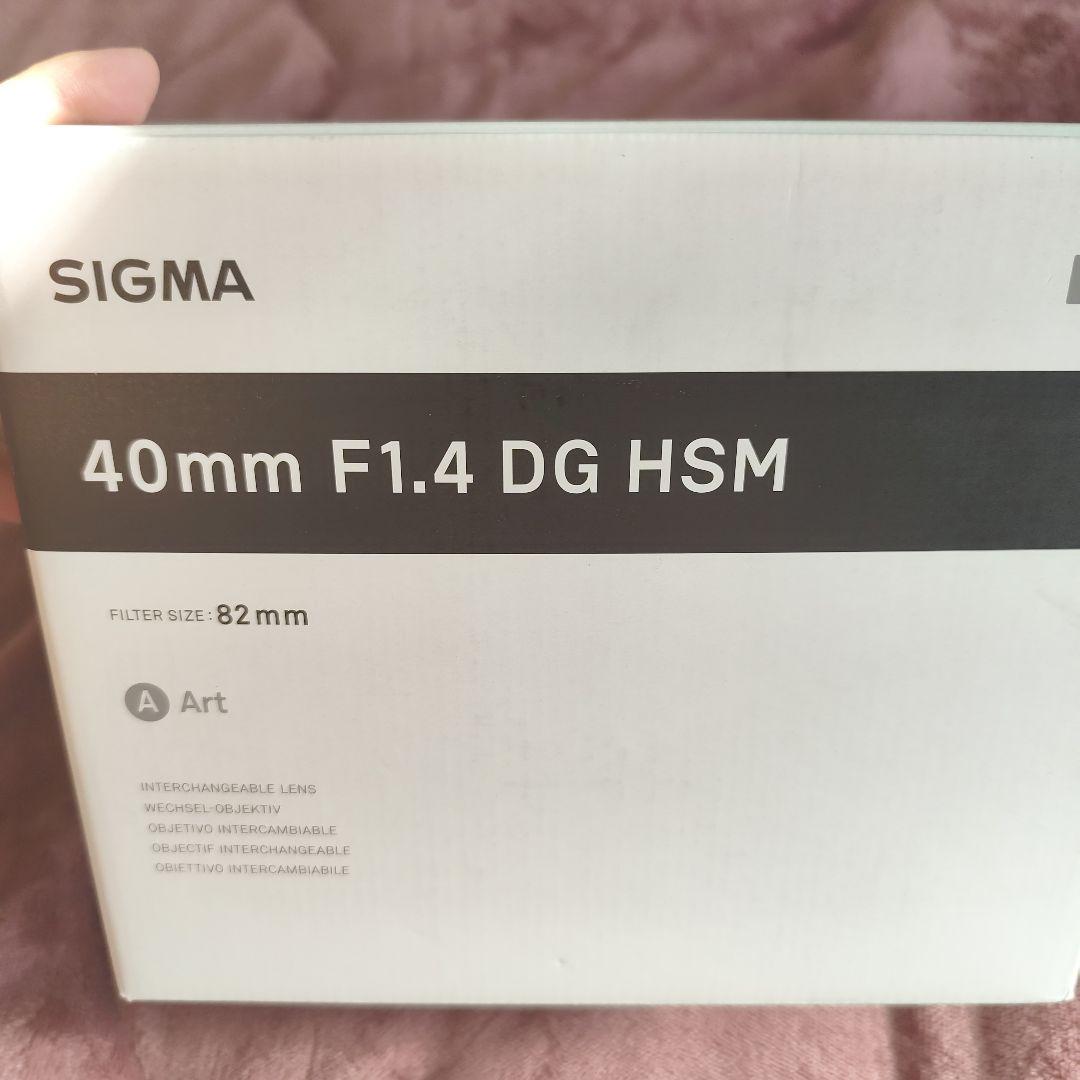 SIGMA
40mm F1.4 DG HSM
FILTER SIZE: 82mm
A Art
INTERCHANGEABLE LENS
WECHSEL-OBJEKTIV
OBJETIVO INTERCAMBIABLE
OBJECTIF INTERCHANGEABLE
OBIETTIVO INTERCAMBIABILE